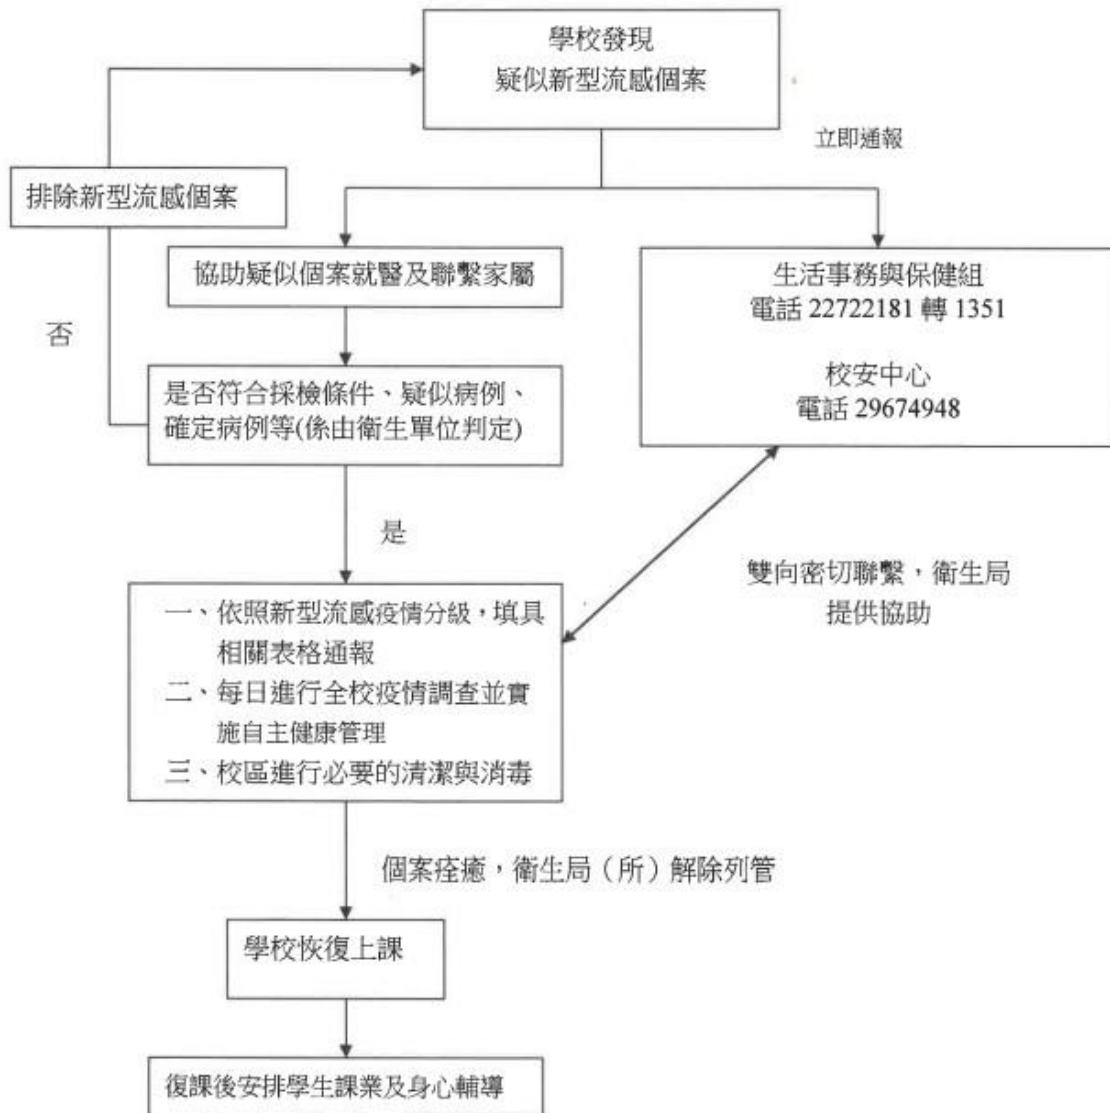 學校發現
疑似新型流感個案
立即通報
排除新型流感個案
協助疑似個案就醫及聯繫家屬
生活事務與保健組
電話 22722181 轉 1351
校安中心
電話 29674948
否
是否符合採檢條件、疑似病例、
確定病例等(係由衛生單位判定)
是
雙向密切聯繫，衛生局
提供協助
一、依照新型流感疫情分級，填具
相關表格通報
二、每日進行全校疫情調查並實
施自主健康管理
三、校區進行必要的清潔與消毒
個案痊癒，衛生局（所）解除列管
學校恢復上課
復課後安排學生課業及身心輔導